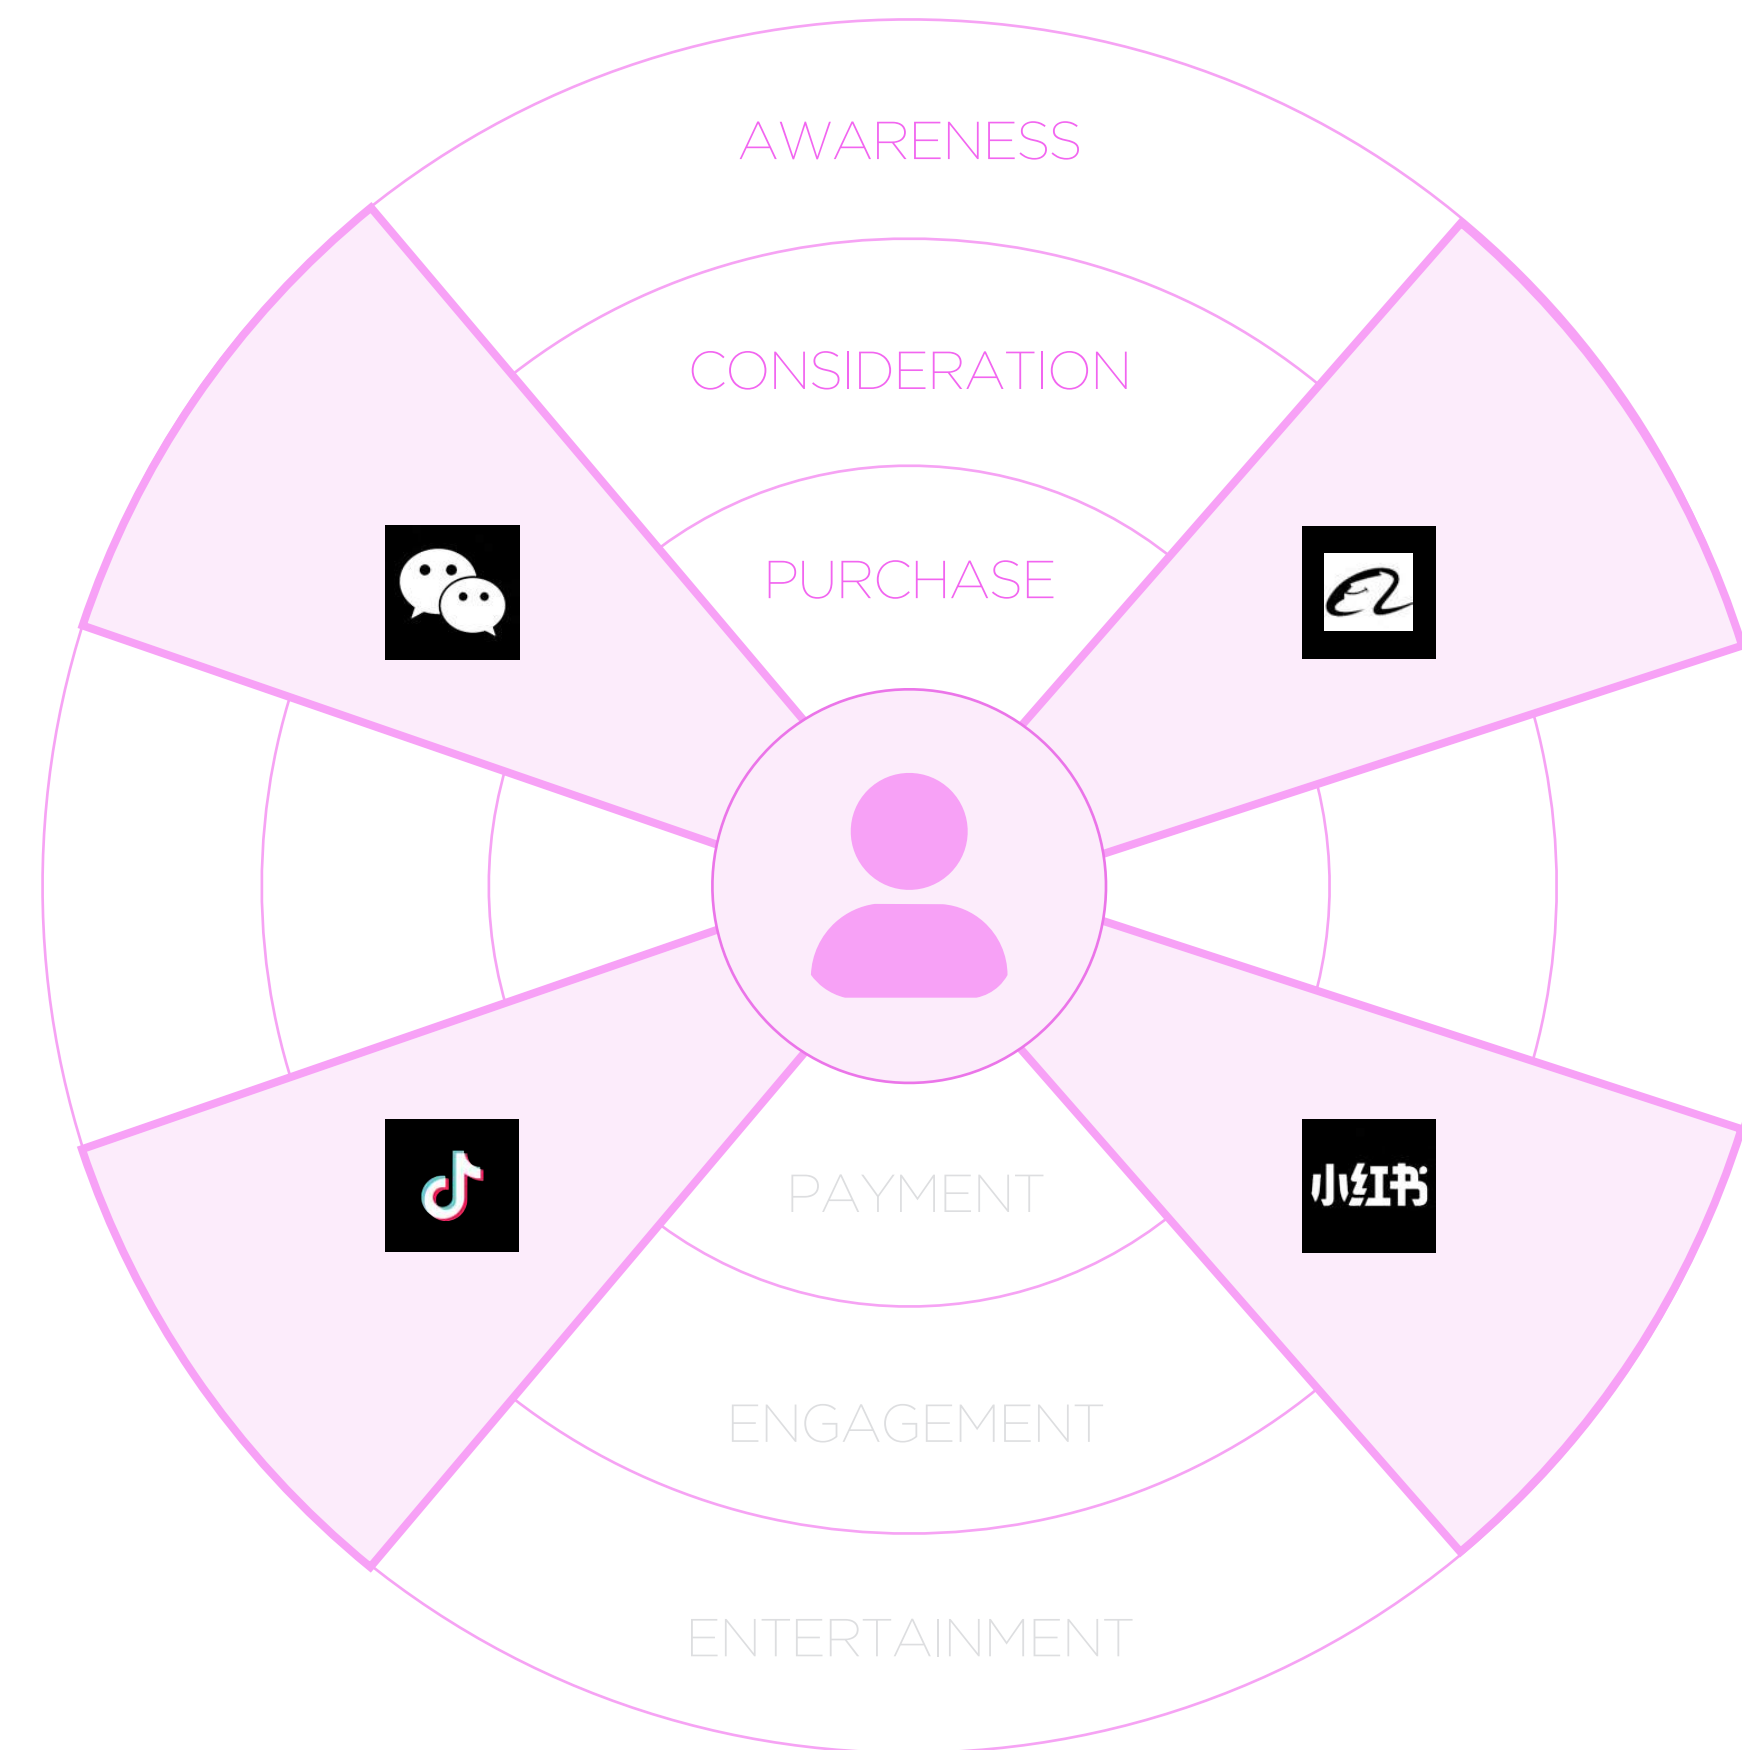 AWARENESS
CONSIDERATION
PURCHASE
小红书
PAYMENT
ENGAGEMENT
ENTERTAINMENT